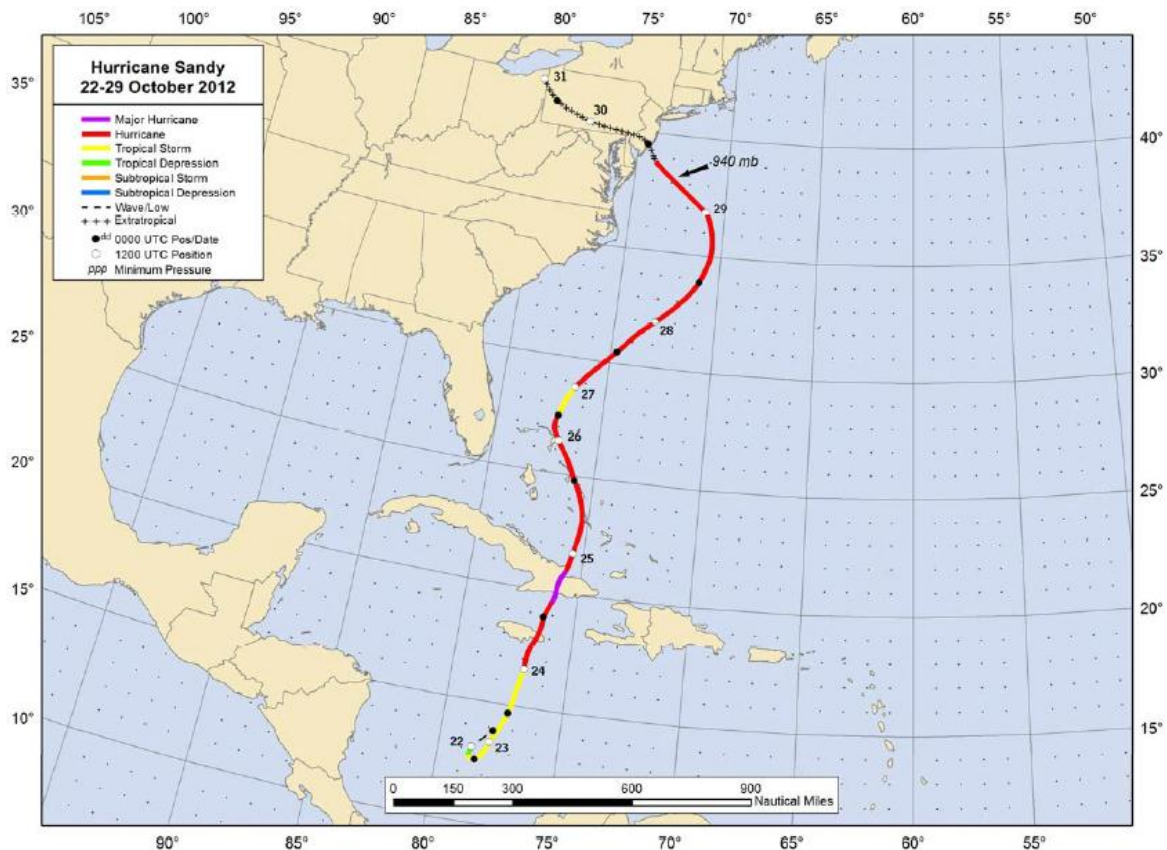 105° 100° 95° 90° 85° 80° 75° 70° 65° 60° 55° 50°
Hurricane Sandy
22-29 October 2012
Major Hurricane
Hurricane
Tropical Storm
Tropical Depression
Subtropical Storm
Subtropical Depression
Wave/Low
Extratropical
dd 0000 UTC Pos/Date
1200 UTC Position
ppp Minimum Pressure
35°
30°
25°
20°
15°
10°
31
30
940 mb
29
28
27
26
25
24
22
23
40°
35°
30°
25°
20°
15°
0 150 300 600 900
Nautical Miles
90° 85° 80° 75° 70° 65° 60° 55°